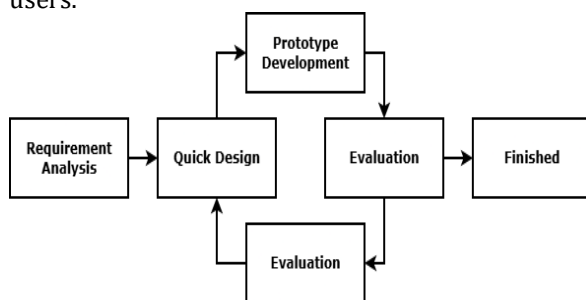 users.
Prototype
Development
Requirement
Analysis
Quick Design
Evaluation
Finished
Evaluation